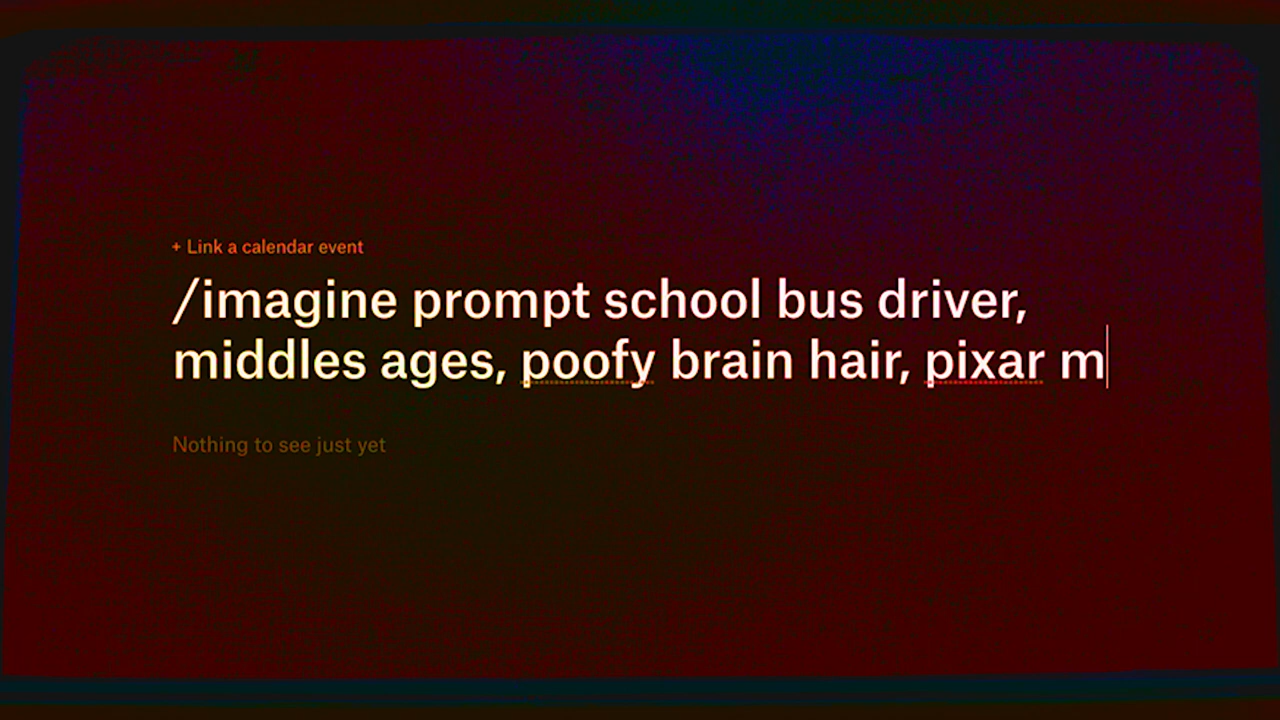 + Link a calendar event
/imagine prompt school bus driver,
middles ages, poofy brain hair, pixar m
Nothing to see just yet